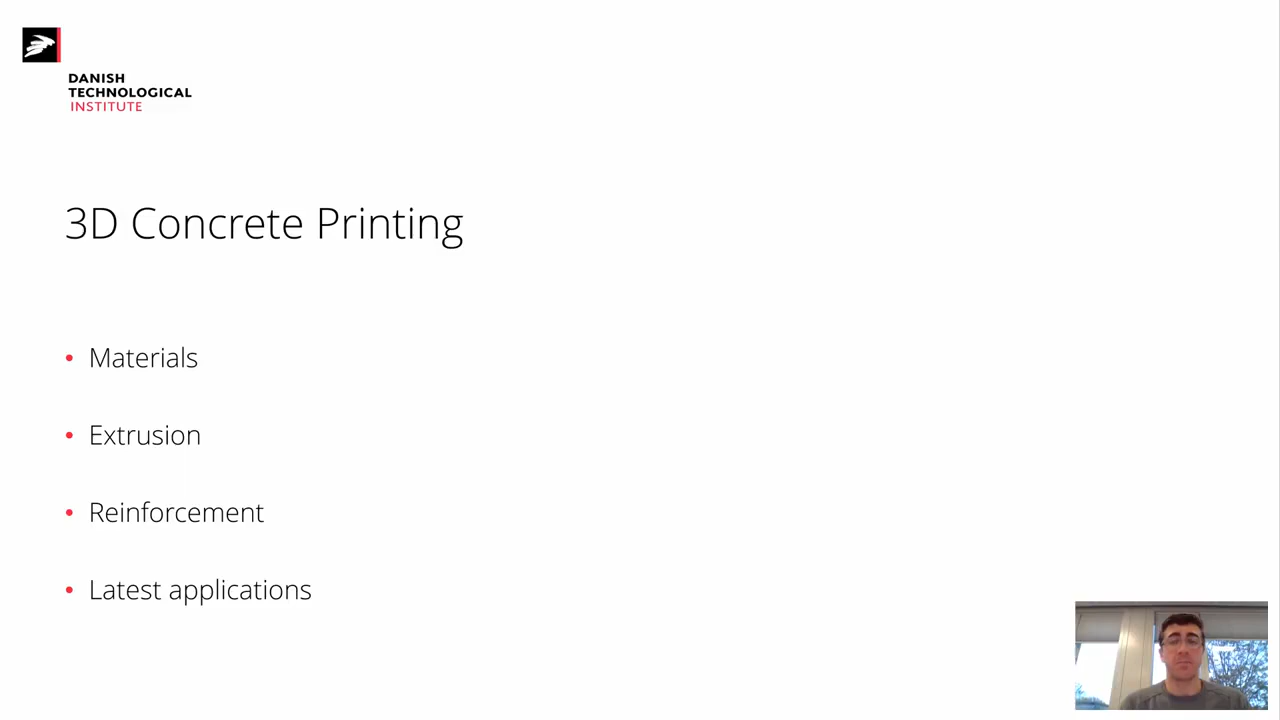 DANISH
TECHNOLOGICAL
INSTITUTE
3D Concrete Printing
• Materials
• Extrusion
• Reinforcement
• Latest applications